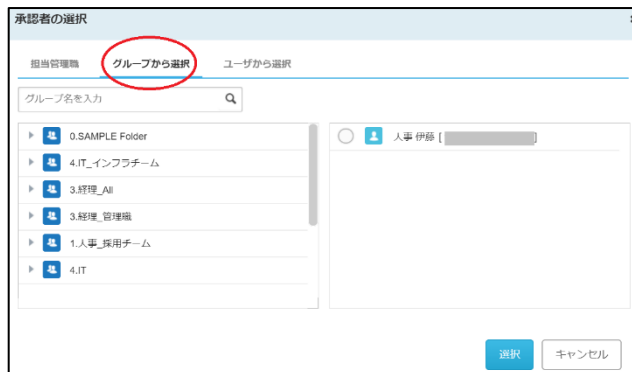 承認者の選択
担当管理職 グループから選択 ユーザから選択
グループ名を入力
0.SAMPLE Folder
4.IT_インフラチーム
3.経理_All
3.経理_管理職
1.人事_採用チーム
4.IT
人事 伊藤 [ ]
選択 キャンセル